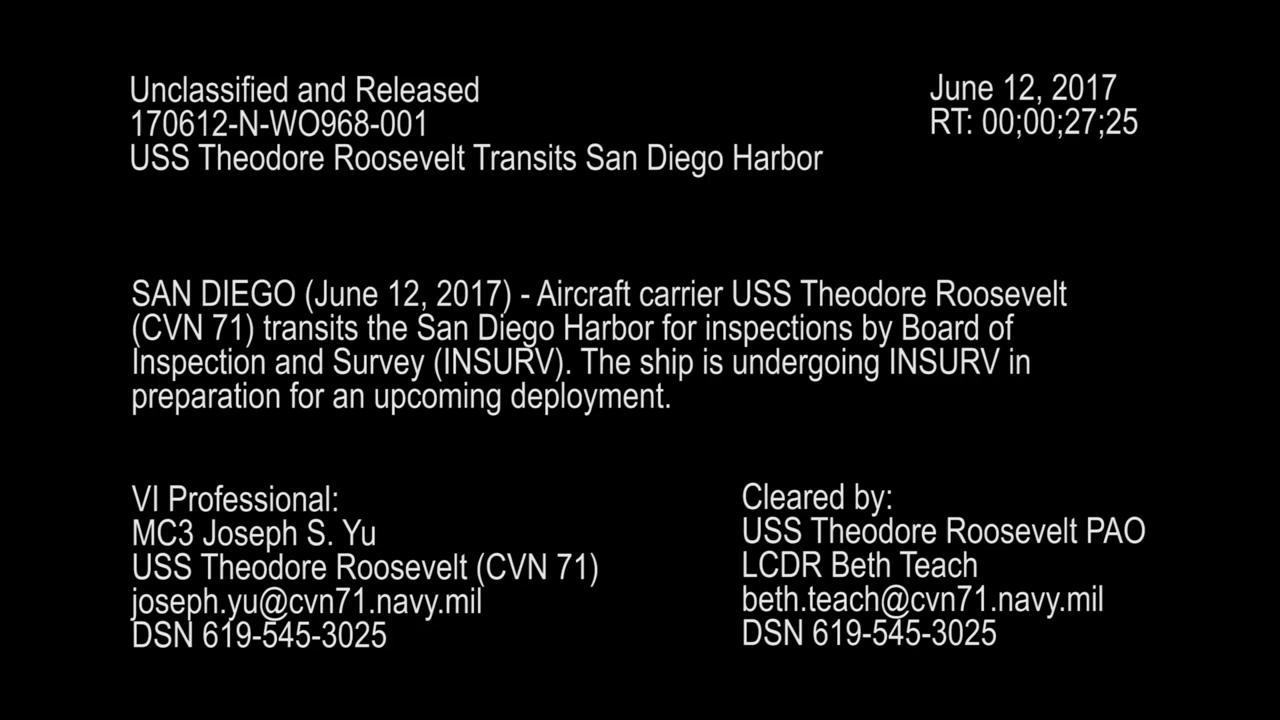 Unclassified and Released
170612-N-WO968-001
USS Theodore Roosevelt Transits San Diego Harbor
June 12, 2017
RT: 00;00;27;25
SAN DIEGO (June 12, 2017) - Aircraft carrier USS Theodore Roosevelt
(CVN 71) transits the San Diego Harbor for inspections by Board of
Inspection and Survey (INSURV). The ship is undergoing INSURV in
preparation for an upcoming deployment.
VI Professional:
MC3 Joseph S. Yu
USS Theodore Roosevelt (CVN 71)
joseph.yu@cvn71.navy.mil
DSN 619-545-3025
Cleared by:
USS Theodore Roosevelt PAO
LCDR Beth Teach
beth.teach@cvn71.navy.mil
DSN 619-545-3025